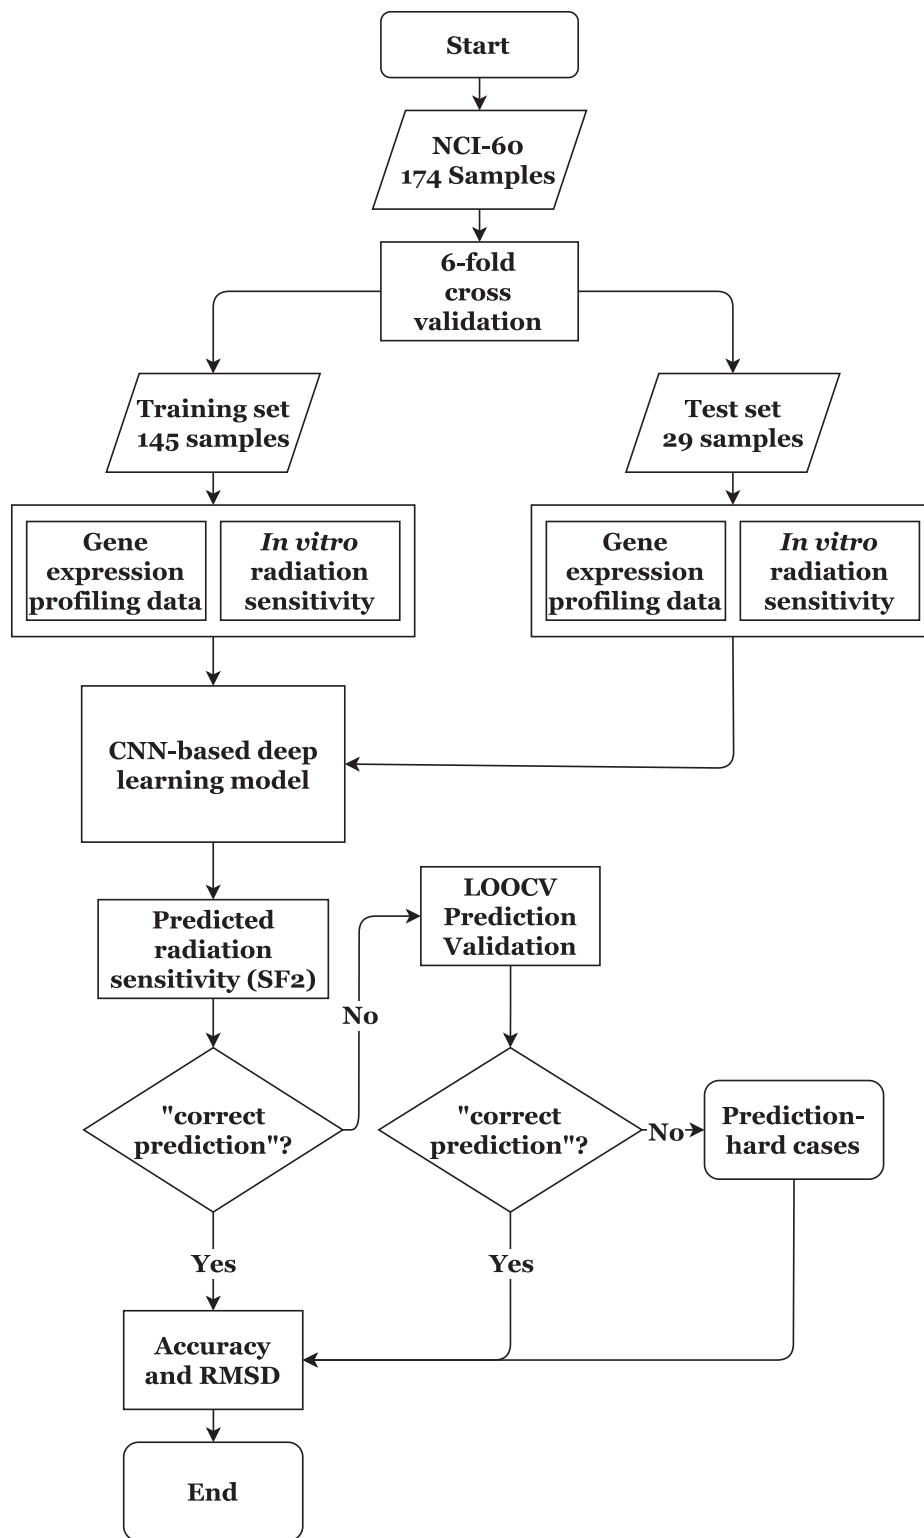 Start
NCI-60
174 Samples
6-fold
cross
validation
Training set
145 samples
Test set
29 samples
Gene
expression
profiling data
In vitro
radiation
sensitivity
Gene
expression
profiling data
In vitro
radiation
sensitivity
CNN-based deep
learning model
Predicted
radiation
sensitivity (SF2)
LOOCV
Prediction
Validation
No
"correct
prediction"?
"correct
prediction"?
No
Prediction-
hard cases
Yes
Yes
Accuracy
and RMSD
End